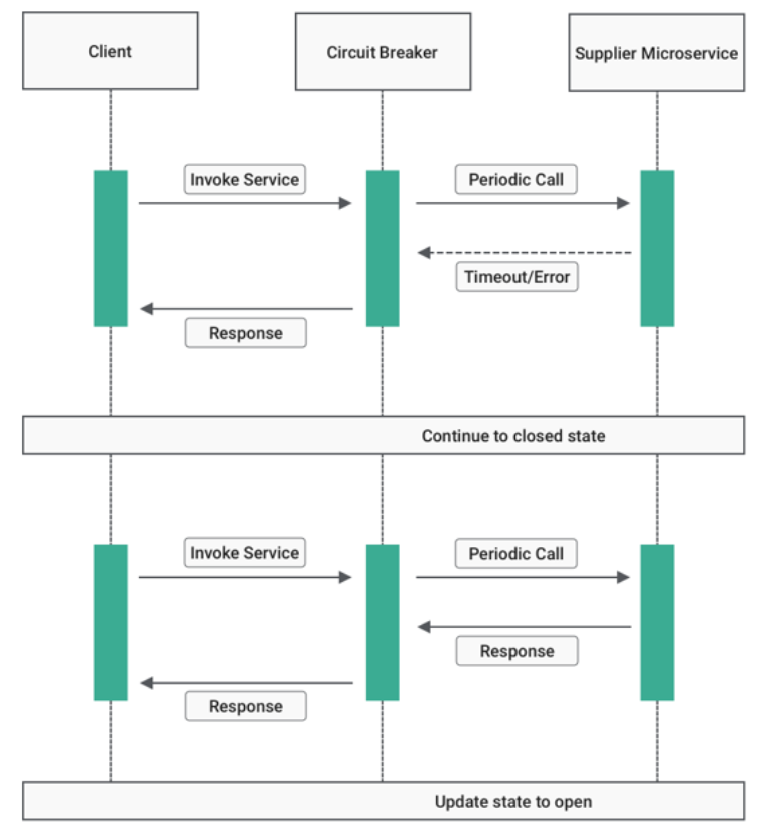 Client
Circuit Breaker
Supplier Microservice
Invoke Service
Periodic Call
Timeout/Error
Response
Continue to closed state
Invoke Service
Periodic Call
Response
Response
Update state to open